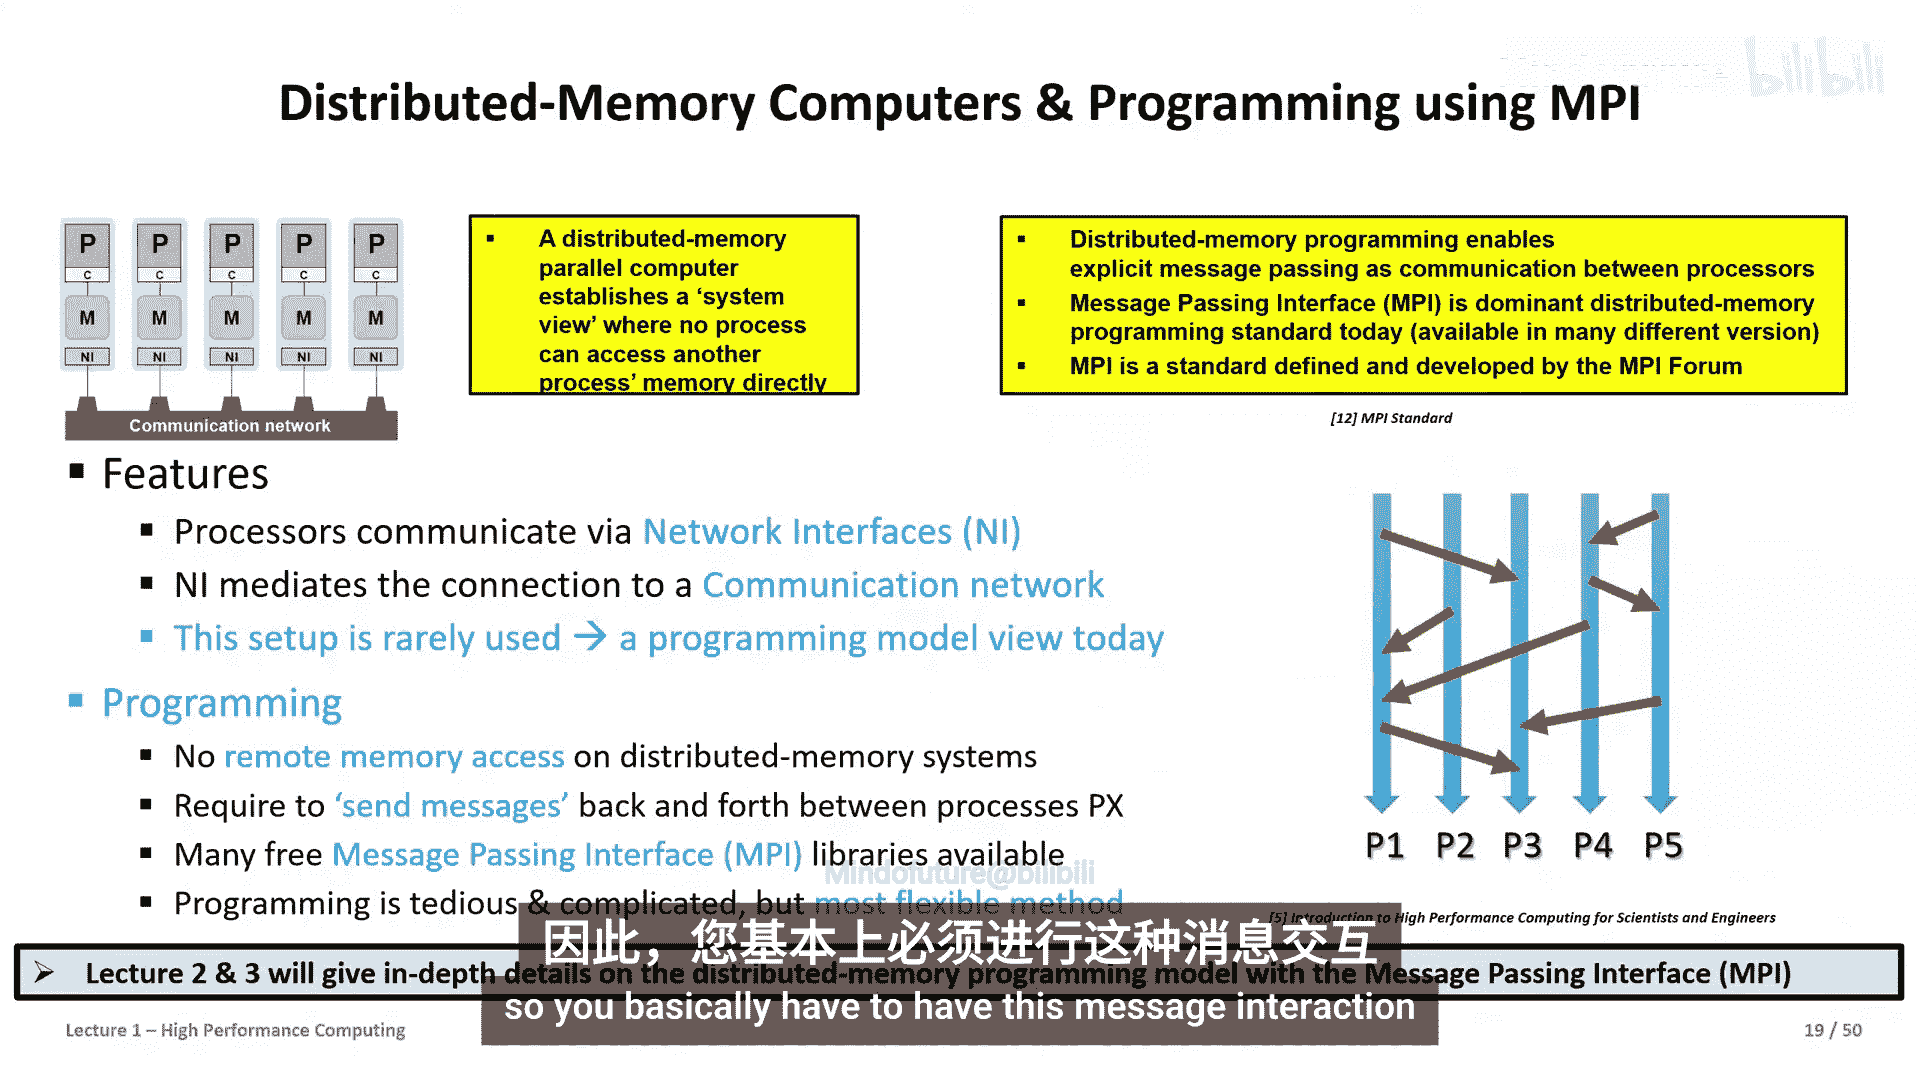 bilibili
Distributed-Memory Computers & Programming using MPI
P P P P P
C C C C C
M M M M M
NI NI NI NI NI
Communication network
▪ A distributed-memory
parallel computer
establishes a ‘system
view’ where no process
can access another
process’ memory directly
▪ Distributed-memory programming enables
explicit message passing as communication between processors
▪ Message Passing Interface (MPI) is dominant distributed-memory
programming standard today (available in many different version)
▪ MPI is a standard defined and developed by the MPI Forum
[12] MPI Standard
▪ Features
▪ Processors communicate via Network Interfaces (NI)
▪ NI mediates the connection to a Communication network
▪ This setup is rarely used → a programming model view today
▪ Programming
▪ No remote memory access on distributed-memory systems
▪ Require to ‘send messages’ back and forth between processes PX
▪ Many free Message Passing Interface (MPI) libraries available
▪ Programming is tedious & complicated, but most flexible method
P1 P2 P3 P4 P5
Mindofuture@bilibili
[5] Introduction to High Performance Computing for Scientists and Engineers
➢ Lecture 2 & 3 will give in-depth details on the distributed-memory programming model with the Message Passing Interface (MPI)
因此，您基本上必须进行这种消息交互
so you basically have to have this message interaction
Lecture 1 – High Performance Computing
19 / 50